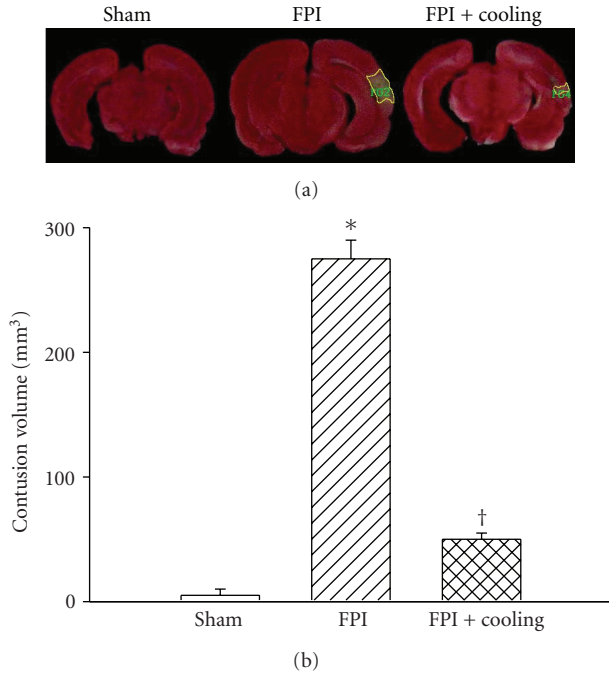 Sham FPI FPI + cooling
(a)
300
200
100
0
Contusion volume (mm³)
*
†
Sham FPI FPI + cooling
(b)